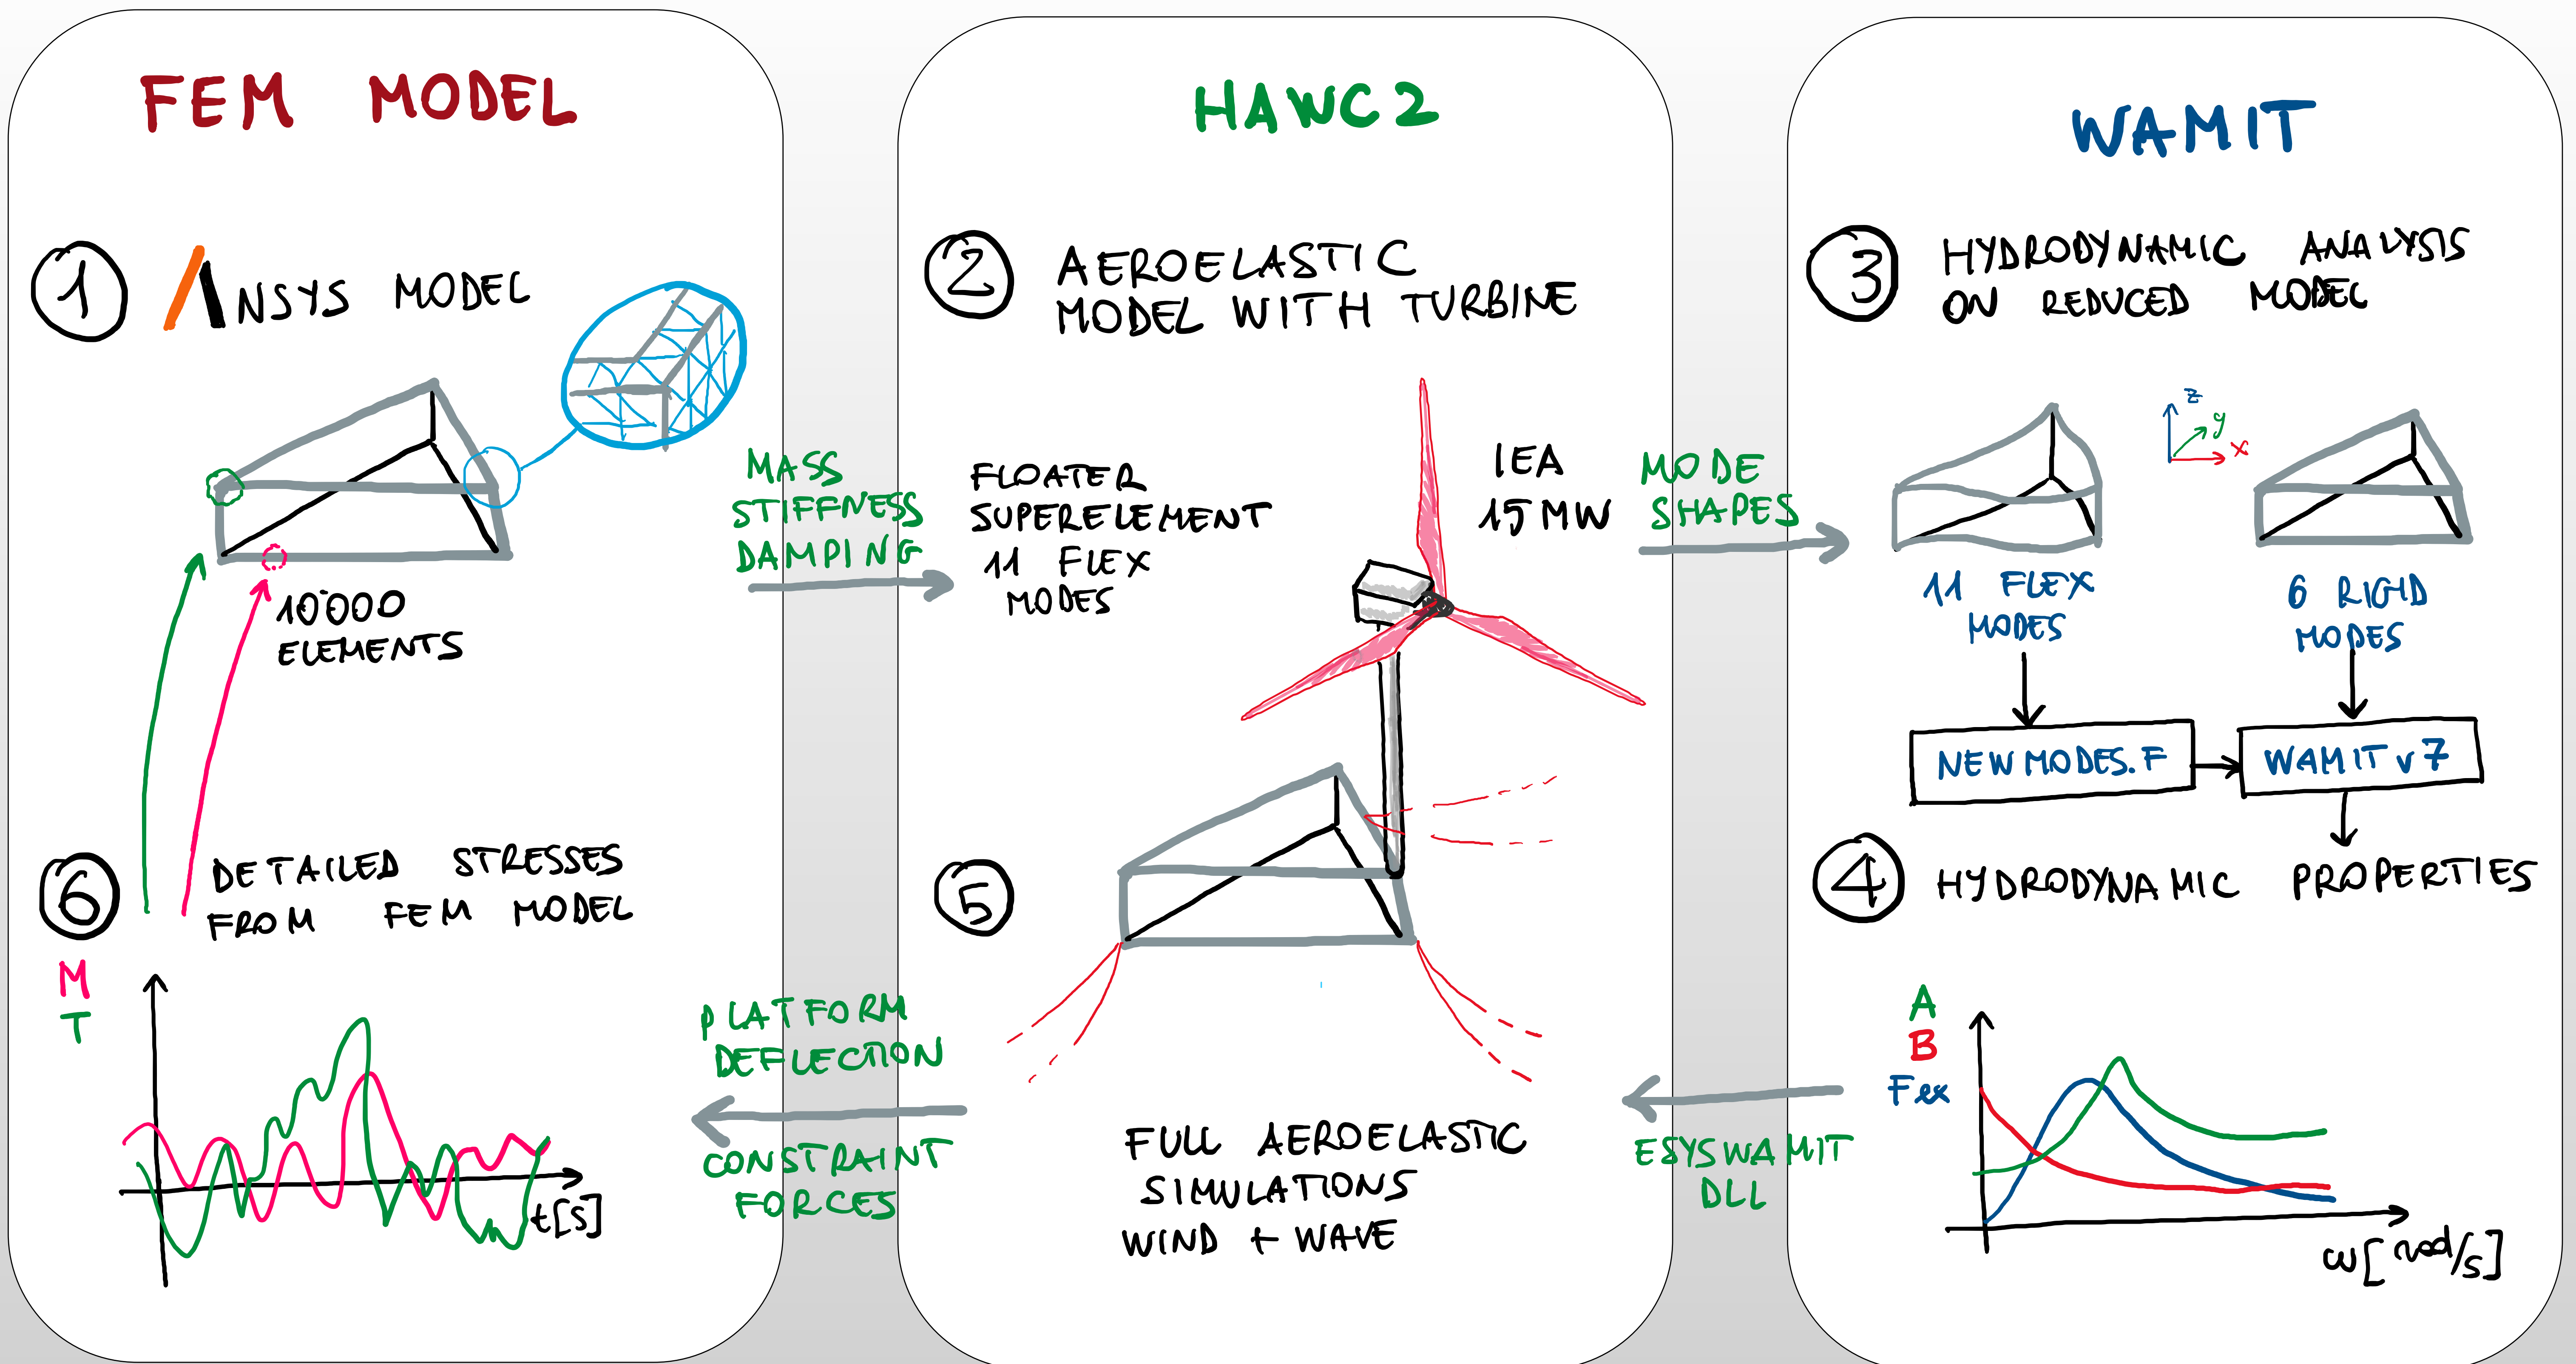 FEM MODEL
1
ANSYS MODEL
10'000
ELEMENTS
6
DETAILED STRESSES
FROM FEM MODEL
M
T
t[s]
MASS
STIFFNESS
DAMPING
PLATFORM
DEFLECTION
CONSTRAINT
FORCES
HAWC2
2
AEROELASTIC
MODEL WITH TURBINE
FLOATER
SUPERELEMENT
11 FLEX
MODES
IEA
15 MW
5
FULL AEROELASTIC
SIMULATIONS
WIND + WAVE
MODE
SHAPES
ESYSWAMIT
DLL
WAMIT
3
HYDRODYNAMIC ANALYSIS
ON REDUCED MODEL
z
y
x
11 FLEX
MODES
6 RIGID
MODES
NEWMODES.F
WAMIT v7
4
HYDRODYNAMIC PROPERTIES
A
B
Fex
ω[rad/s]